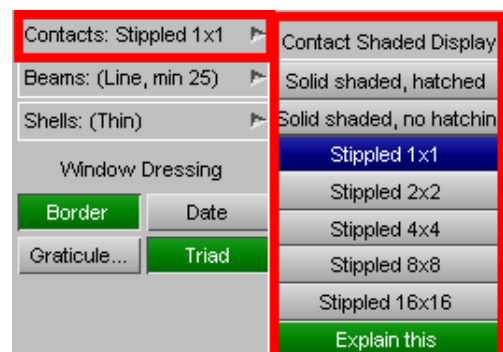 Contacts: Stippled 1x1
Beams: (Line, min 25)
Shells: (Thin)
Window Dressing
Border
Date
Graticule...
Triad
Contact Shaded Display
Solid shaded, hatched
Solid shaded, no hatchin
Stippled 1x1
Stippled 2x2
Stippled 4x4
Stippled 8x8
Stippled 16x16
Explain this